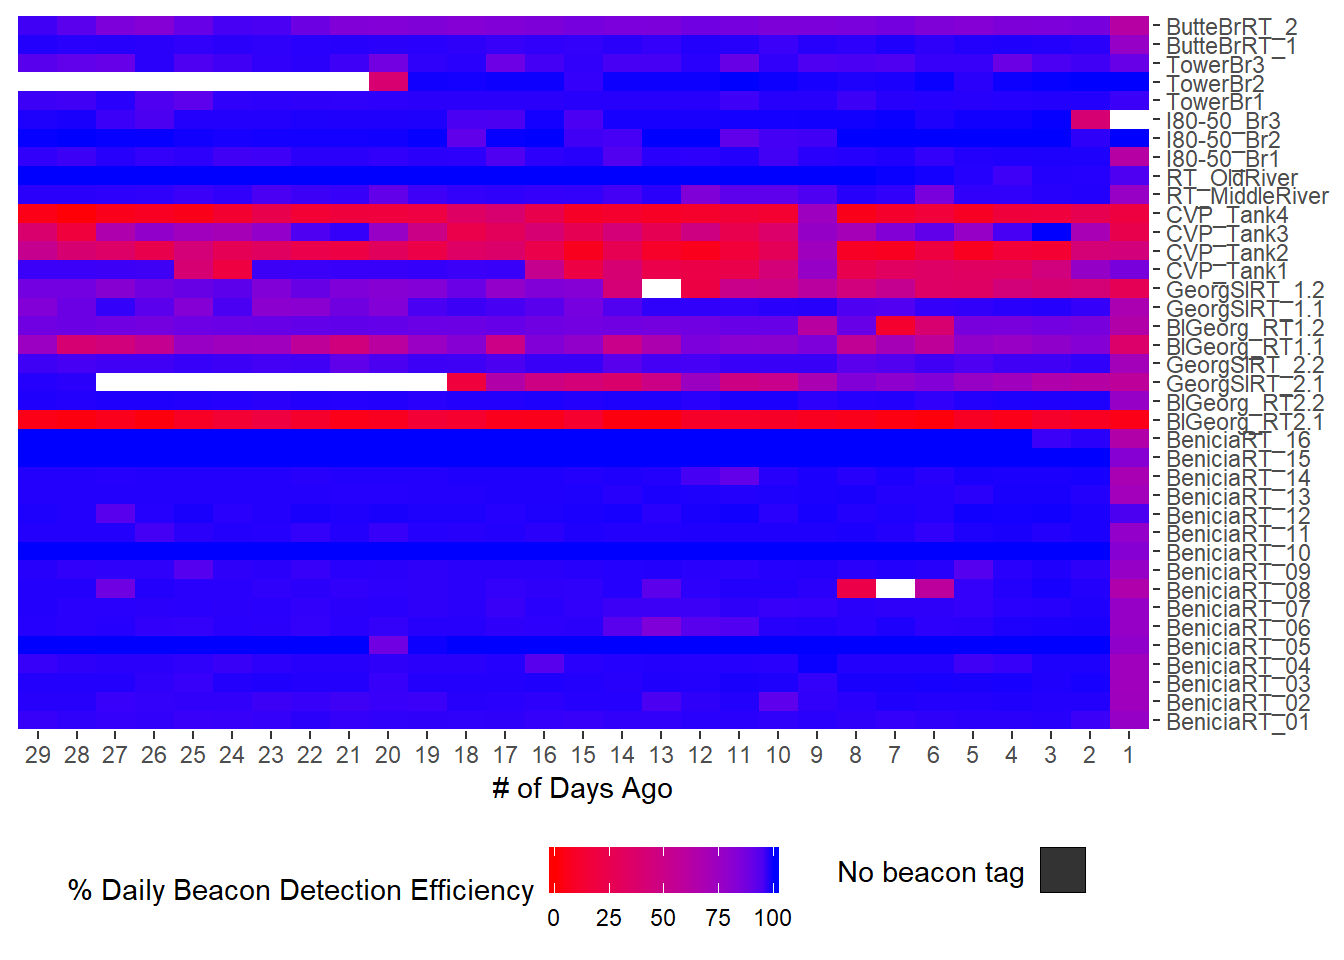 ButteBrRT_2
ButteBrRT_1
TowerBr3
TowerBr2
TowerBr1
I80-50_Br3
I80-50_Br2
I80-50_Br1
RT_OldRiver
RT_MiddleRiver
CVP_Tank4
CVP_Tank3
CVP_Tank2
CVP_Tank1
GeorgSlRT_1.2
GeorgSlRT_1.1
BlGeorg_RT1.2
BlGeorg_RT1.1
GeorgSlRT_2.2
GeorgSlRT_2.1
BlGeorg_RT2.2
BlGeorg_RT2.1
BeniciaRT_16
BeniciaRT_15
BeniciaRT_14
BeniciaRT_13
BeniciaRT_12
BeniciaRT_11
BeniciaRT_10
BeniciaRT_09
BeniciaRT_08
BeniciaRT_07
BeniciaRT_06
BeniciaRT_05
BeniciaRT_04
BeniciaRT_03
BeniciaRT_02
BeniciaRT_01
29 28 27 26 25 24 23 22 21 20 19 18 17 16 15 14 13 12 11 10 9 8 7 6 5 4 3 2 1
# of Days Ago
% Daily Beacon Detection Efficiency
0 25 50 75 100
No beacon tag